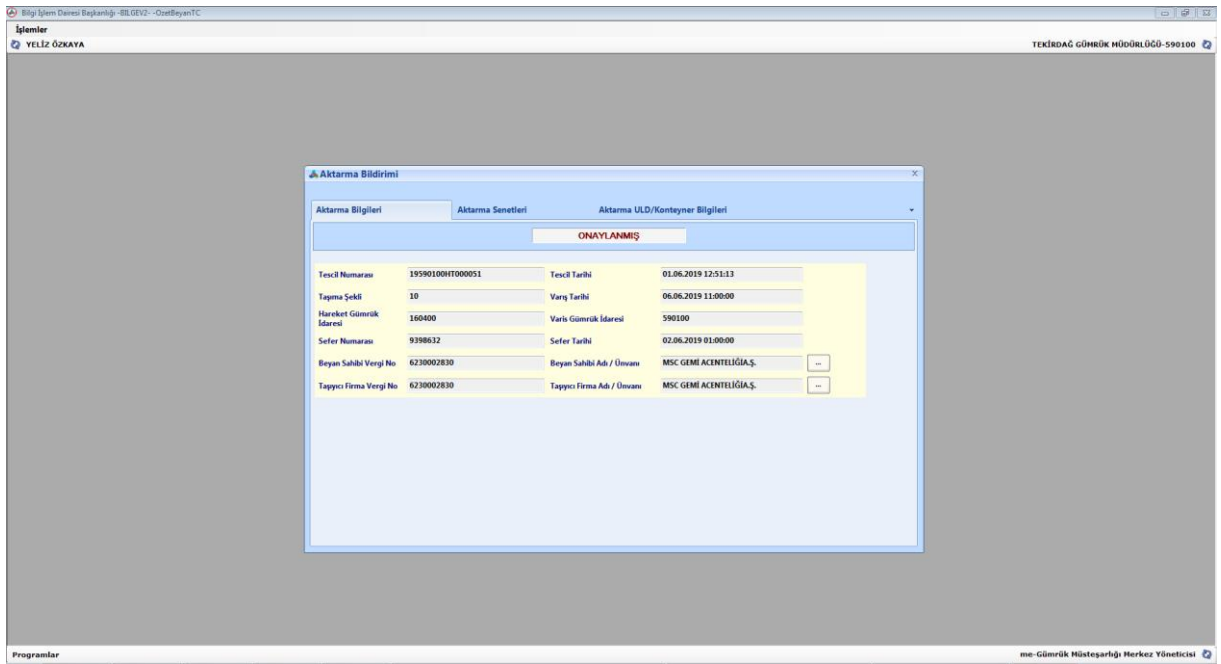 Bilgi İşlem Dairesi Başkanlığı -BILGEV2- -OzetBeyanTC
İşlemler
YELİZ ÖZKAYA TEKİRDAĞ GÜMRÜK MÜDÜRLÜĞÜ-590100
Aktarma Bildirimi x
Aktarma Bilgileri Aktarma Senetleri Aktarma ULD/Konteyner Bilgileri
ONAYLANMIŞ
Tescil Numarası 19590100HT000051 Tescil Tarihi 01.06.2019 12:51:13
Taşıma Şekli 10 Varış Tarihi 06.06.2019 11:00:00
Hareket Gümrük İdaresi 160400 Varis Gümrük İdaresi 590100
Sefer Numarası 9398632 Sefer Tarihi 02.06.2019 01:00:00
Beyan Sahibi Vergi No 6230002830 Beyan Sahibi Adı / Ünvanı MSC GEMİ ACENTELİĞİA.Ş. ...
Taşıyıcı Firma Vergi No 6230002830 Taşıyıcı Firma Adı / Ünvanı MSC GEMİ ACENTELİĞİA.Ş. ...
Programlar me-Gümrük Müsteşarlığı Merkez Yöneticisi